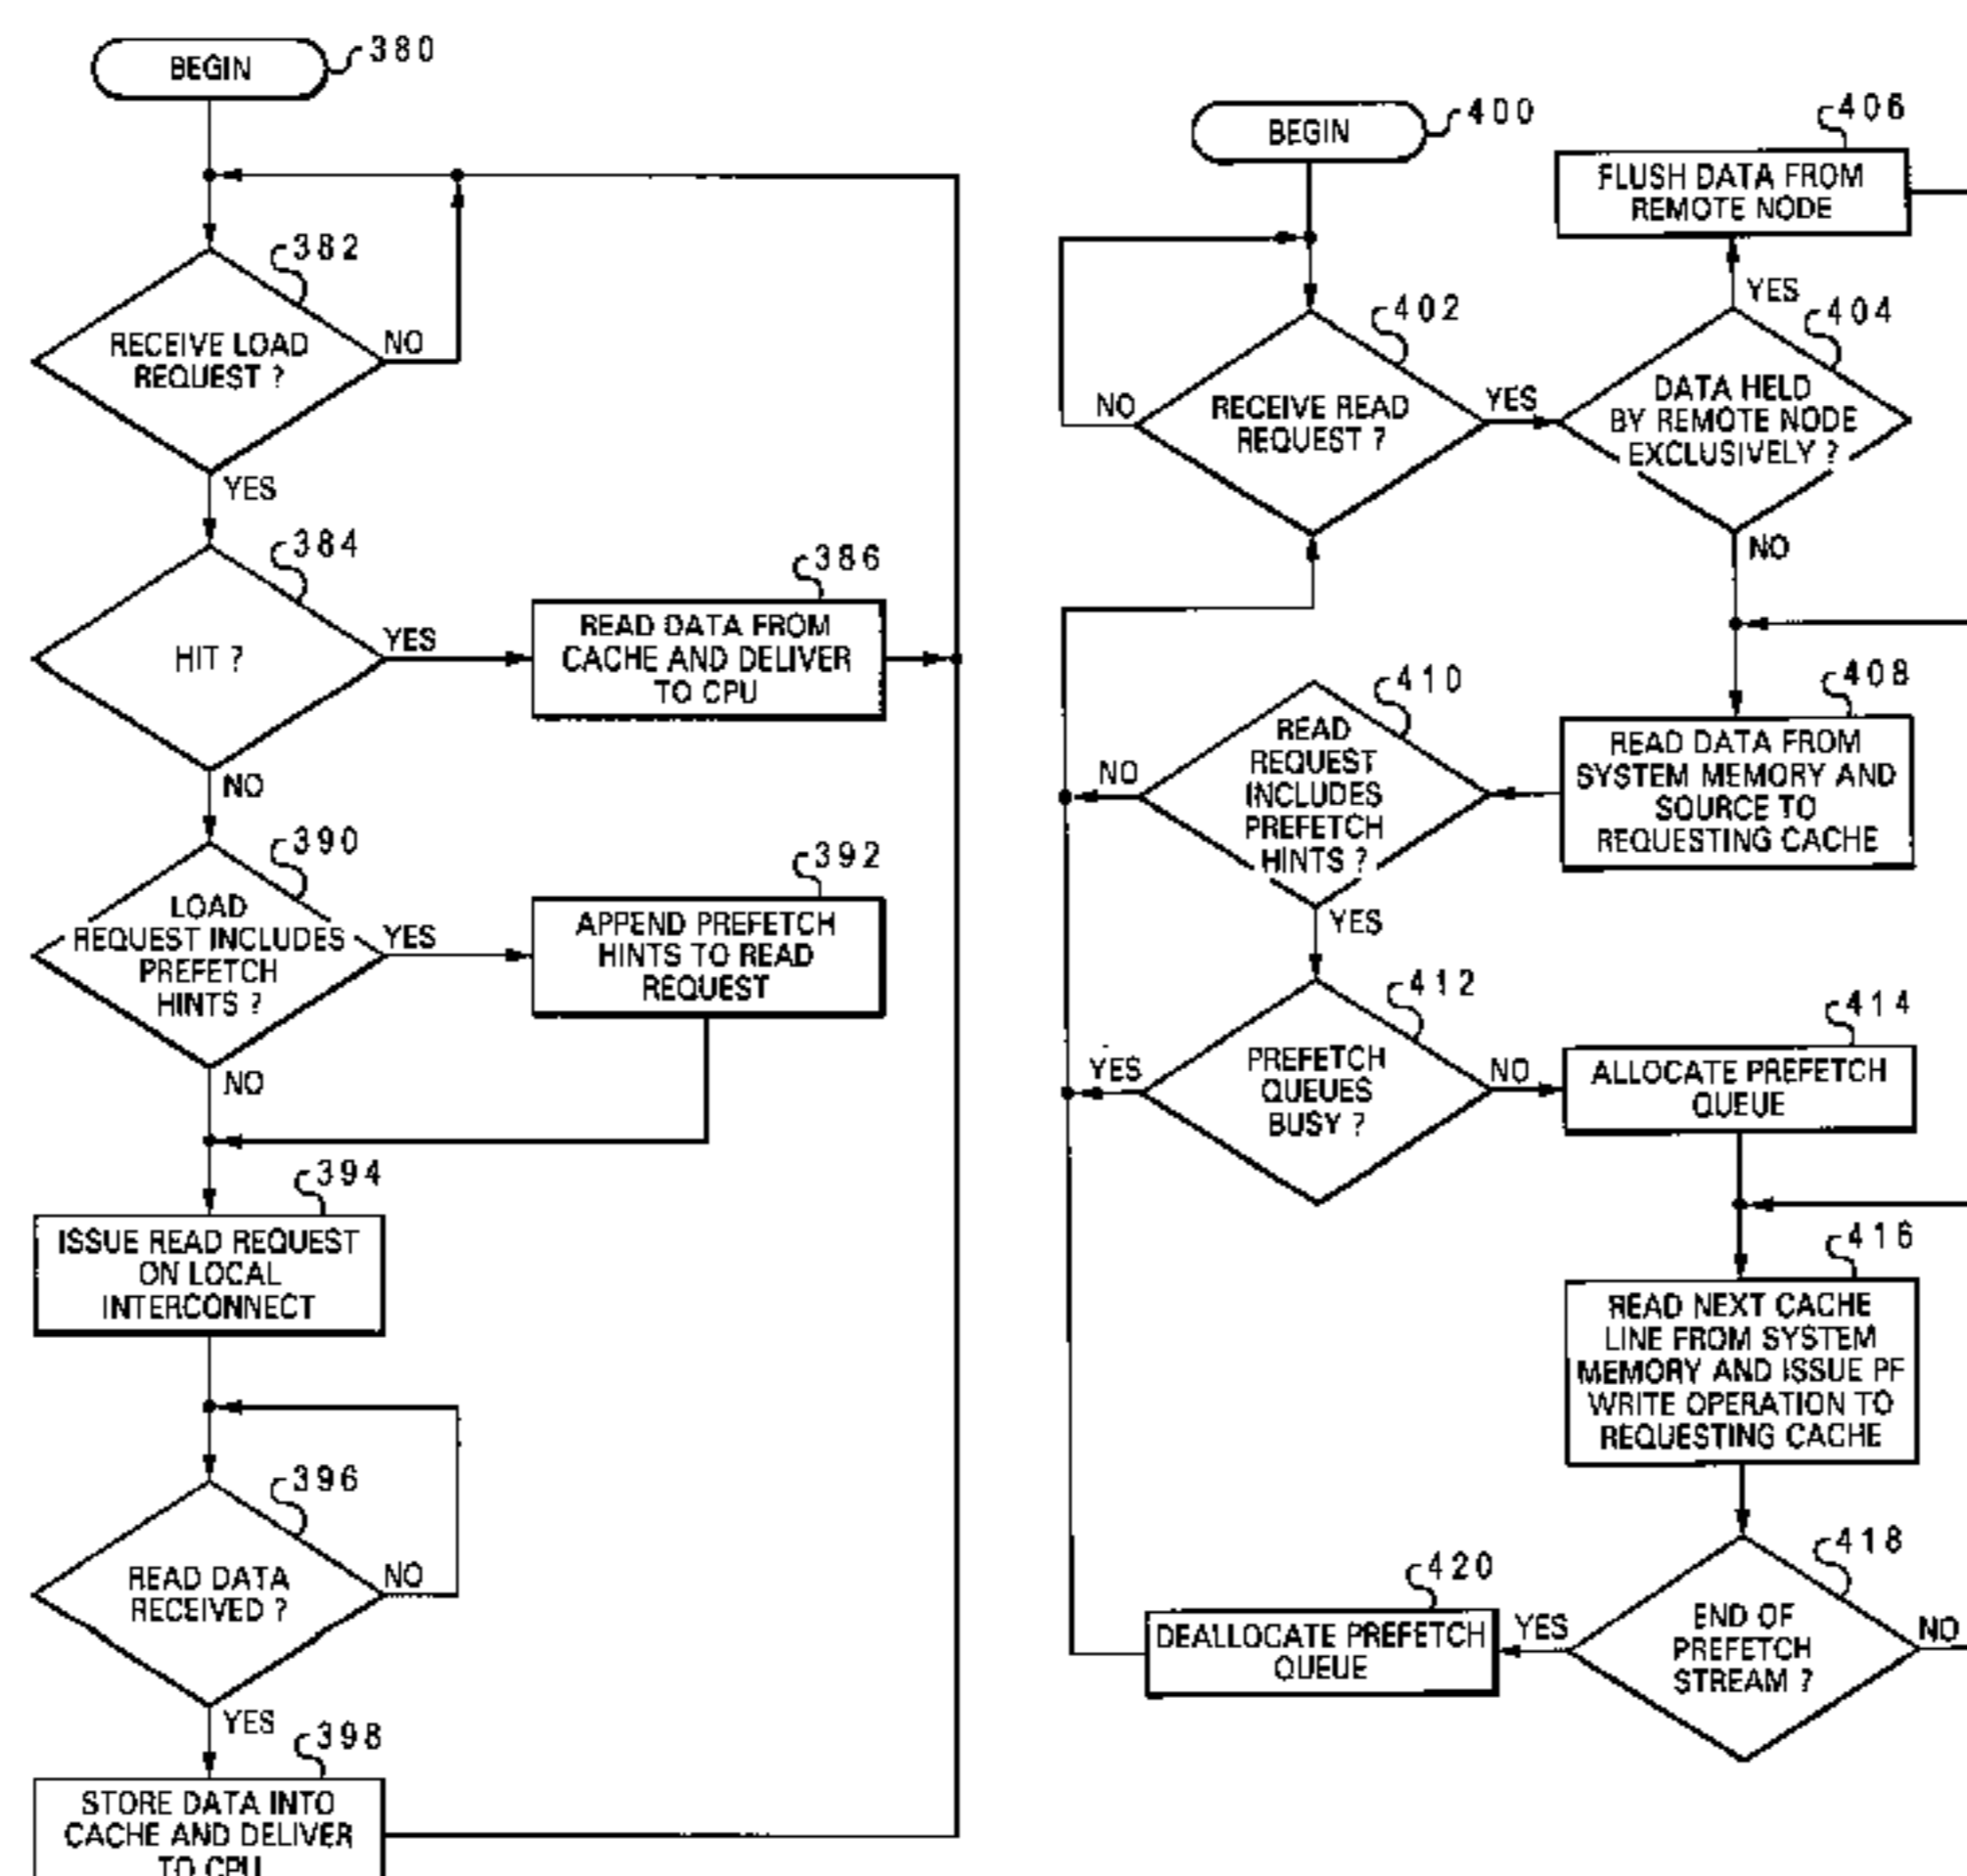 BEGIN
380
382
RECEIVE LOAD
REQUEST ?
NO
YES
384
HIT ?
YES
386
READ DATA FROM
CACHE AND DELIVER
TO CPU
NO
390
LOAD
REQUEST INCLUDES
PREFETCH
HINTS ?
YES
392
APPEND PREFETCH
HINTS TO READ
REQUEST
NO
394
ISSUE READ REQUEST
ON LOCAL
INTERCONNECT
396
READ DATA
RECEIVED ?
NO
YES
398
STORE DATA INTO
CACHE AND DELIVER
TO CPU
BEGIN
400
402
RECEIVE READ
REQUEST ?
NO
YES
404
DATA HELD
BY REMOTE NODE
EXCLUSIVELY ?
YES
406
FLUSH DATA FROM
REMOTE NODE
NO
408
READ DATA FROM
SYSTEM MEMORY AND
SOURCE TO
REQUESTING CACHE
410
READ
REQUEST
INCLUDES
PREFETCH
HINTS ?
NO
YES
412
PREFETCH
QUEUES
BUSY ?
YES
NO
414
ALLOCATE PREFETCH
QUEUE
416
READ NEXT CACHE
LINE FROM SYSTEM
MEMORY AND ISSUE PF
WRITE OPERATION TO
REQUESTING CACHE
418
END OF
PREFETCH
STREAM ?
NO
YES
420
DEALLOCATE PREFETCH
QUEUE